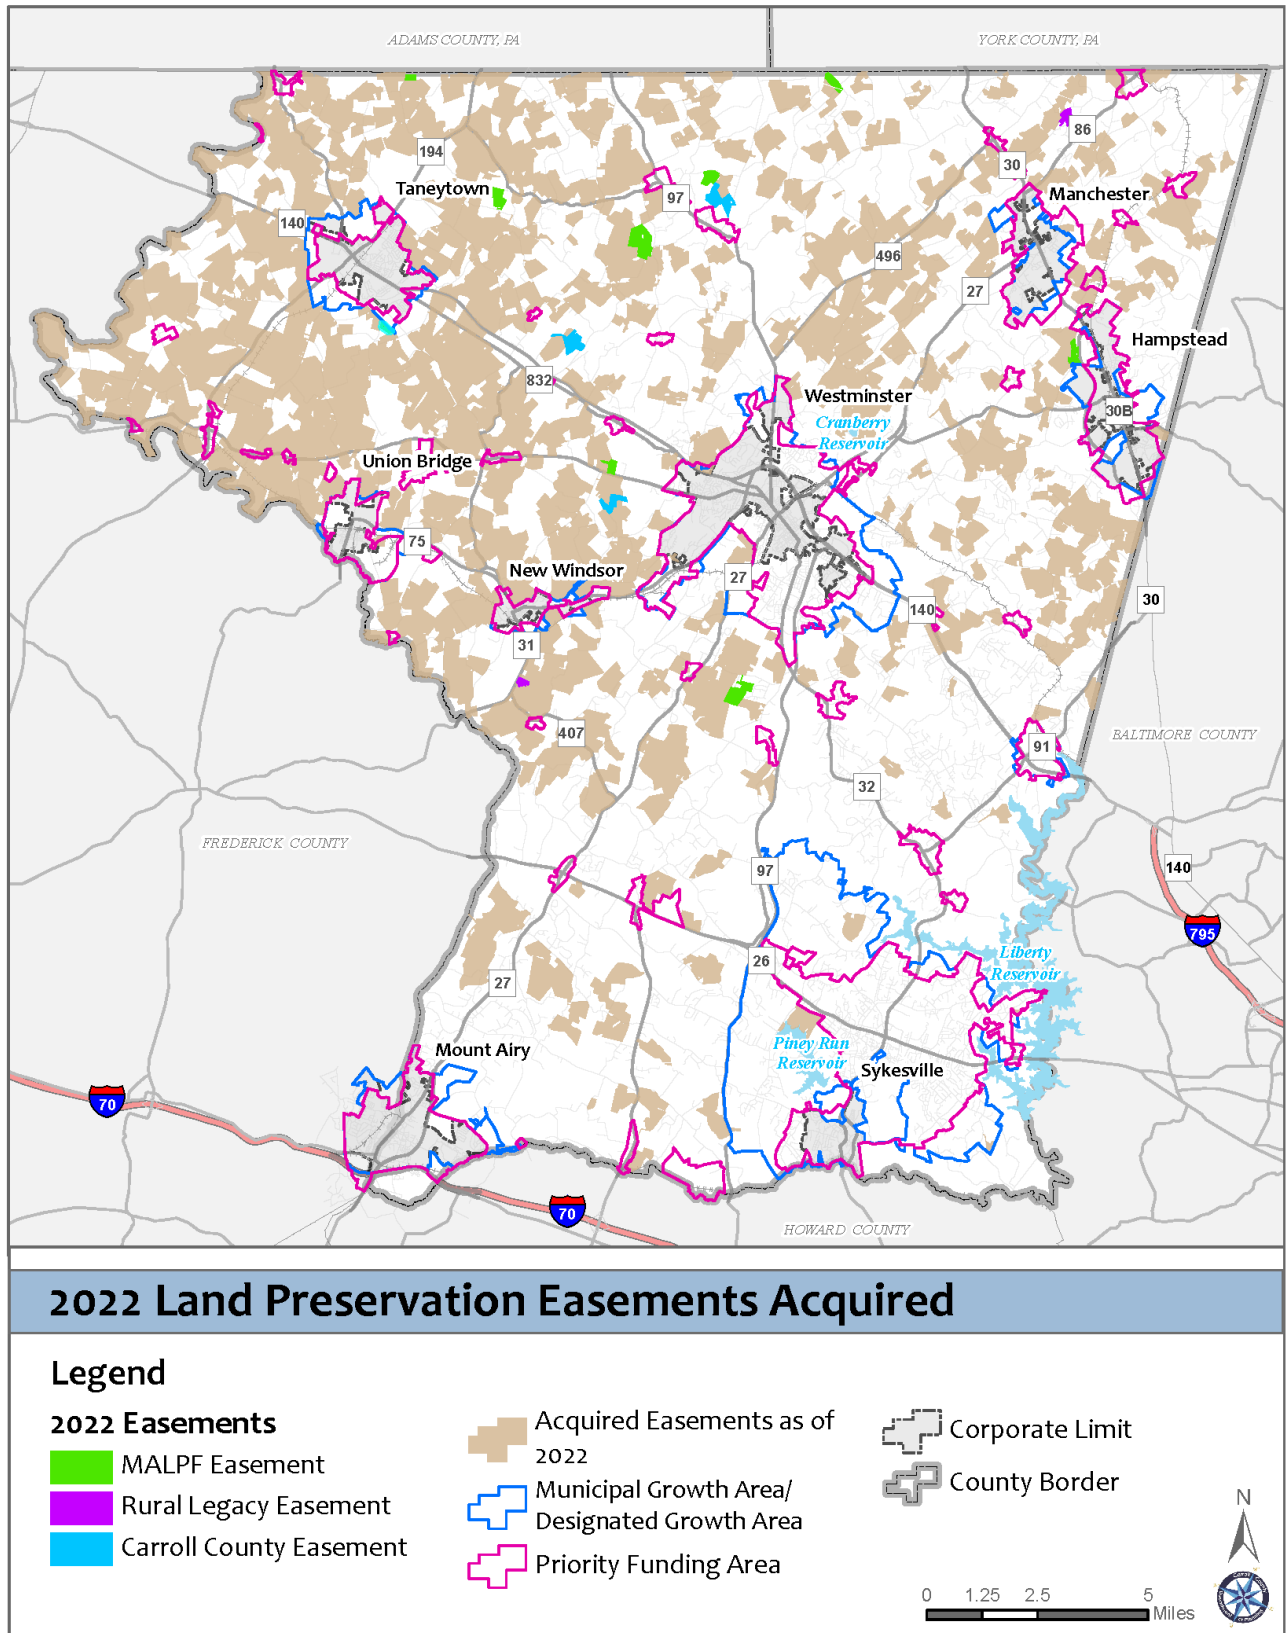 ADAMS COUNTY, PA
YORK COUNTY, PA
86
194
30
Taneytown
Manchester
97
140
496
27
Hampstead
832
Westminster
30B
Cranberry
Reservoir
Union Bridge
75
New Windsor
27
30
140
31
407
BALTIMORE COUNTY
91
32
FREDERICK COUNTY
97
140
795
26
Liberty
Reservoir
27
Mount Airy
Piney Run
Reservoir
Sykesville
70
70
HOWARD COUNTY
2022 Land Preservation Easements Acquired
Legend
2022 Easements
MALPF Easement
Rural Legacy Easement
Carroll County Easement
Acquired Easements as of
2022
Municipal Growth Area/
Designated Growth Area
Priority Funding Area
Corporate Limit
County Border
N
0 1.25 2.5 5
Miles